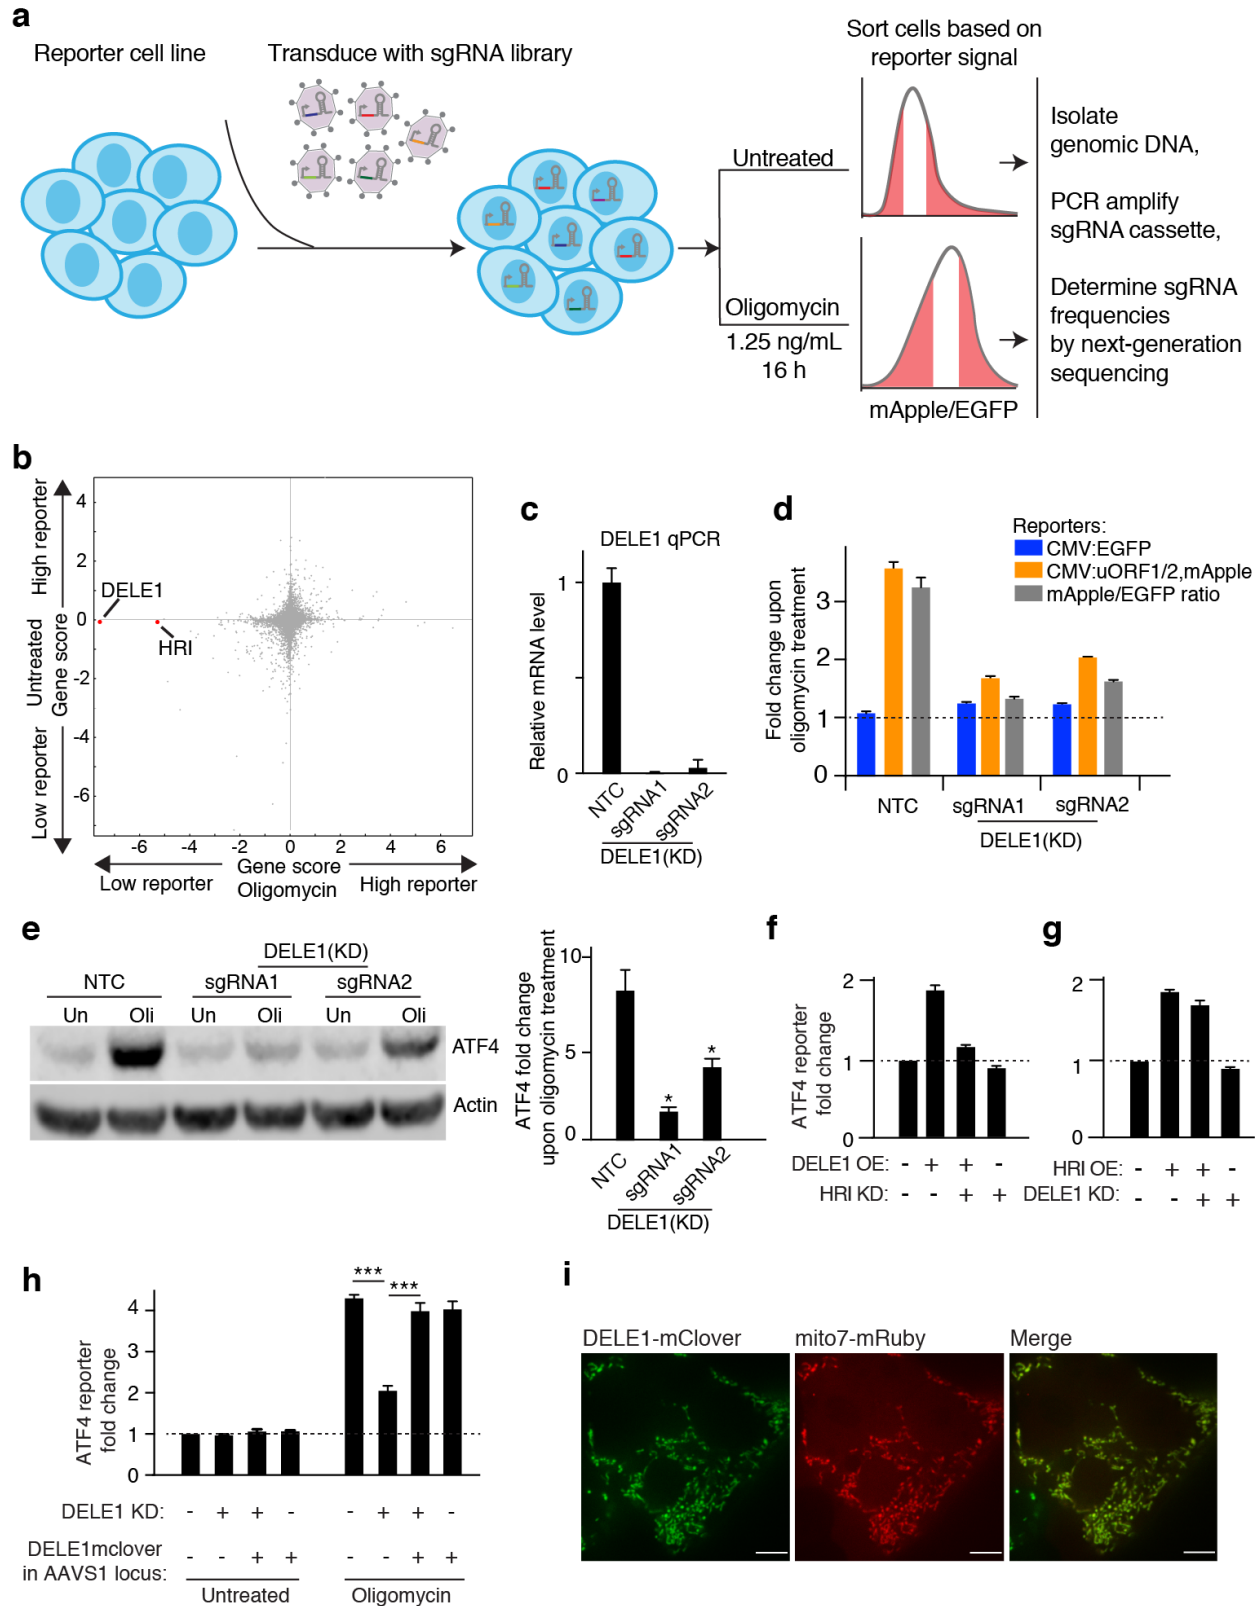 a
Reporter cell line
Transduce with sgRNA library
Sort cells based on
reporter signal
Untreated
Oligomycin
1.25 ng/mL
16 h
mApple/EGFP
Isolate
genomic DNA,
PCR amplify
sgRNA cassette,
Determine sgRNA
frequencies
by next-generation
sequencing
b
High reporter
Untreated
Gene score
Low reporter
4
2
0
-2
-4
-6
DELE1
HRI
-6 -4 -2 0 2 4 6
Gene score
Oligomycin
Low reporter
High reporter
c
DELE1 qPCR
Relative mRNA level
1
0
NTC
sgRNA1
sgRNA2
DELE1(KD)
d
Reporters:
CMV:EGFP
CMV:uORF1/2,mApple
mApple/EGFP ratio
Fold change upon
oligomycin treatment
3
2
1
0
NTC sgRNA1 sgRNA2
DELE1(KD)
e
DELE1(KD)
NTC sgRNA1 sgRNA2
Un Oli Un Oli Un Oli
ATF4
Actin
ATF4 fold change
upon oligomycin treatment
10
5
0
*
*
NTC
sgRNA1
sgRNA2
DELE1(KD)
f
ATF4 reporter
fold change
2
1
0
DELE1 OE: - + + -
HRI KD: - - + +
g
2
1
0
HRI OE: - + + -
DELE1 KD: - - + +
h
ATF4 reporter
fold change
4
3
2
1
0
***
***
DELE1 KD: - + + - - + + -
DELE1mclover
in AAVS1 locus:
- - + + - - + +
Untreated
Oligomycin
i
DELE1-mClover
mito7-mRuby
Merge